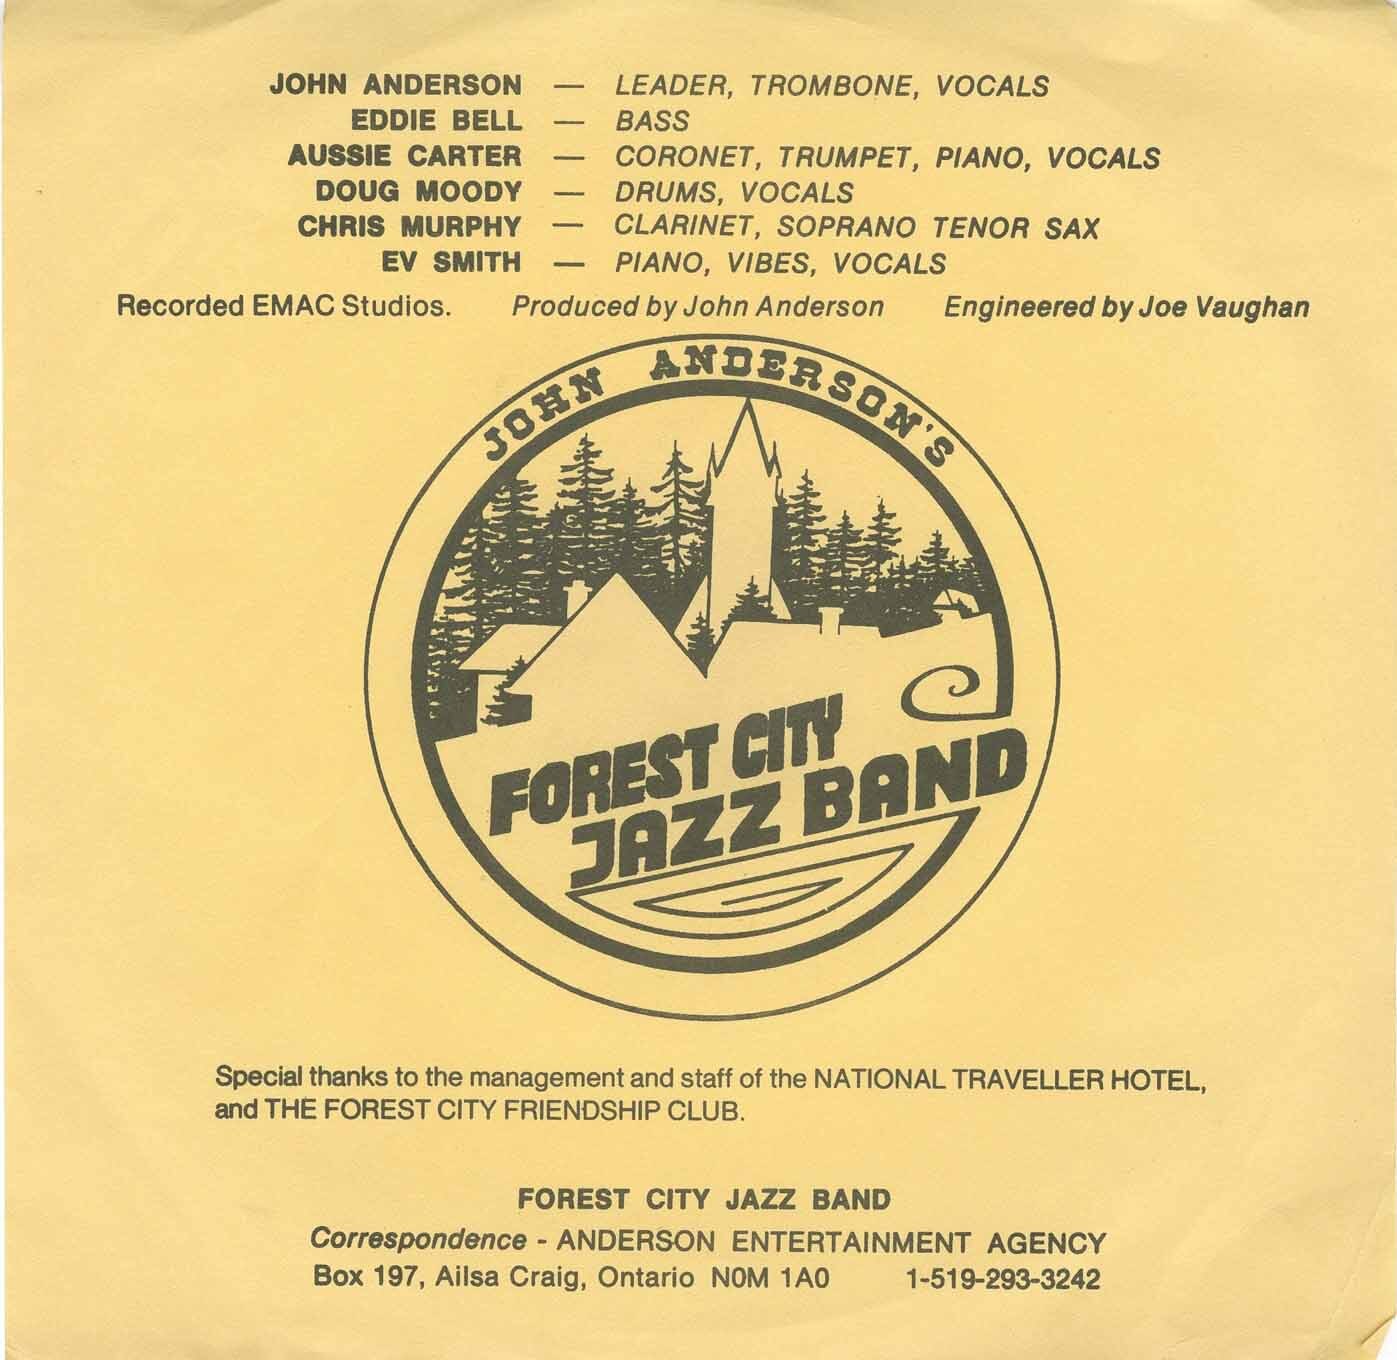 JOHN ANDERSON — LEADER, TROMBONE, VOCALS
EDDIE BELL — BASS
AUSSIE CARTER — CORONET, TRUMPET, PIANO, VOCALS
DOUG MOODY — DRUMS, VOCALS
CHRIS MURPHY — CLARINET, SOPRANO TENOR SAX
EV SMITH — PIANO, VIBES, VOCALS
Recorded EMAC Studios. Produced by John Anderson Engineered by Joe Vaughan
JOHN ANDERSON'S
FOREST CITY
JAZZ BAND
Special thanks to the management and staff of the NATIONAL TRAVELLER HOTEL,
and THE FOREST CITY FRIENDSHIP CLUB.
FOREST CITY JAZZ BAND
Correspondence - ANDERSON ENTERTAINMENT AGENCY
Box 197, Ailsa Craig, Ontario N0M 1A0 1-519-293-3242